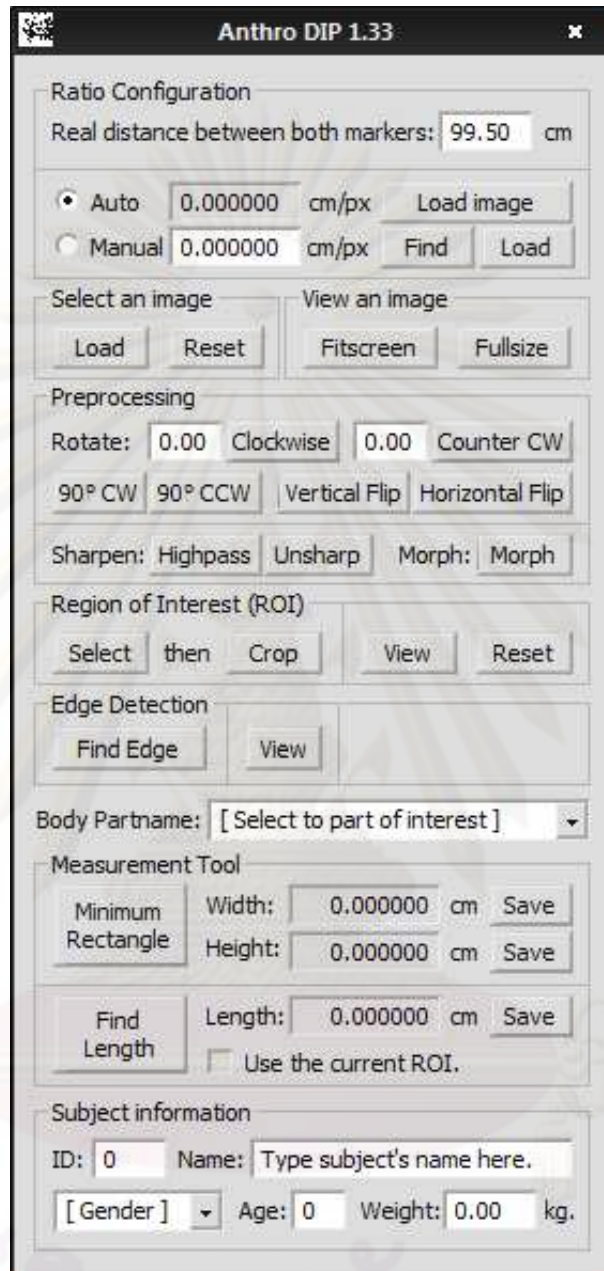 Anthro DIP 1.33
Ratio Configuration
Real distance between both markers: 99.50 cm
Auto 0.000000 cm/px Load image
Manual 0.000000 cm/px Find Load
Select an image View an image
Load Reset Fitscreen Fullsize
Preprocessing
Rotate: 0.00 Clockwise 0.00 Counter CW
90° CW 90° CCW Vertical Flip Horizontal Flip
Sharpen: Highpass Unsharp Morph: Morph
Region of Interest (ROI)
Select then Crop View Reset
Edge Detection
Find Edge View
Body Partname: [ Select to part of interest ]
Measurement Tool
Minimum Rectangle Width: 0.000000 cm Save
Height: 0.000000 cm Save
Find Length Length: 0.000000 cm Save
Use the current ROI.
Subject information
ID: 0 Name: Type subject's name here.
[ Gender ] Age: 0 Weight: 0.00 kg.